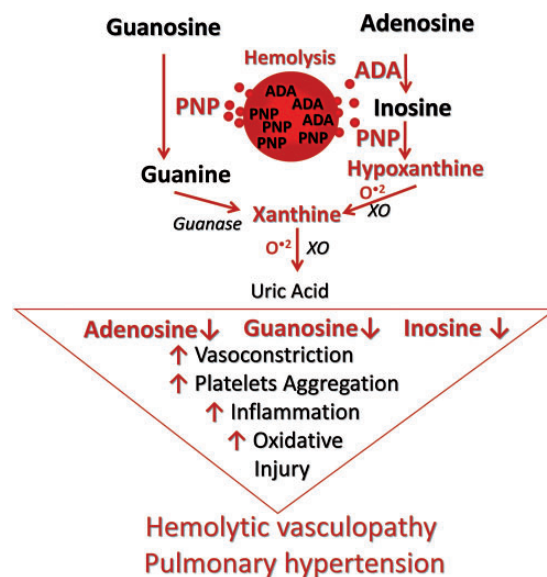 Guanosine
Adenosine
Hemolysis
ADA
PNP
ADA
ADA
PNP
PNP
ADA
PNP
PNP
Inosine
PNP
Guanine
Hypoxanthine
O•2
XO
Guanase
Xanthine
O•2 XO
Uric Acid
Adenosine↓ Guanosine↓ Inosine ↓
↑ Vasoconstriction
↑ Platelets Aggregation
↑ Inflammation
↑ Oxidative
Injury
Hemolytic vasculopathy
Pulmonary hypertension